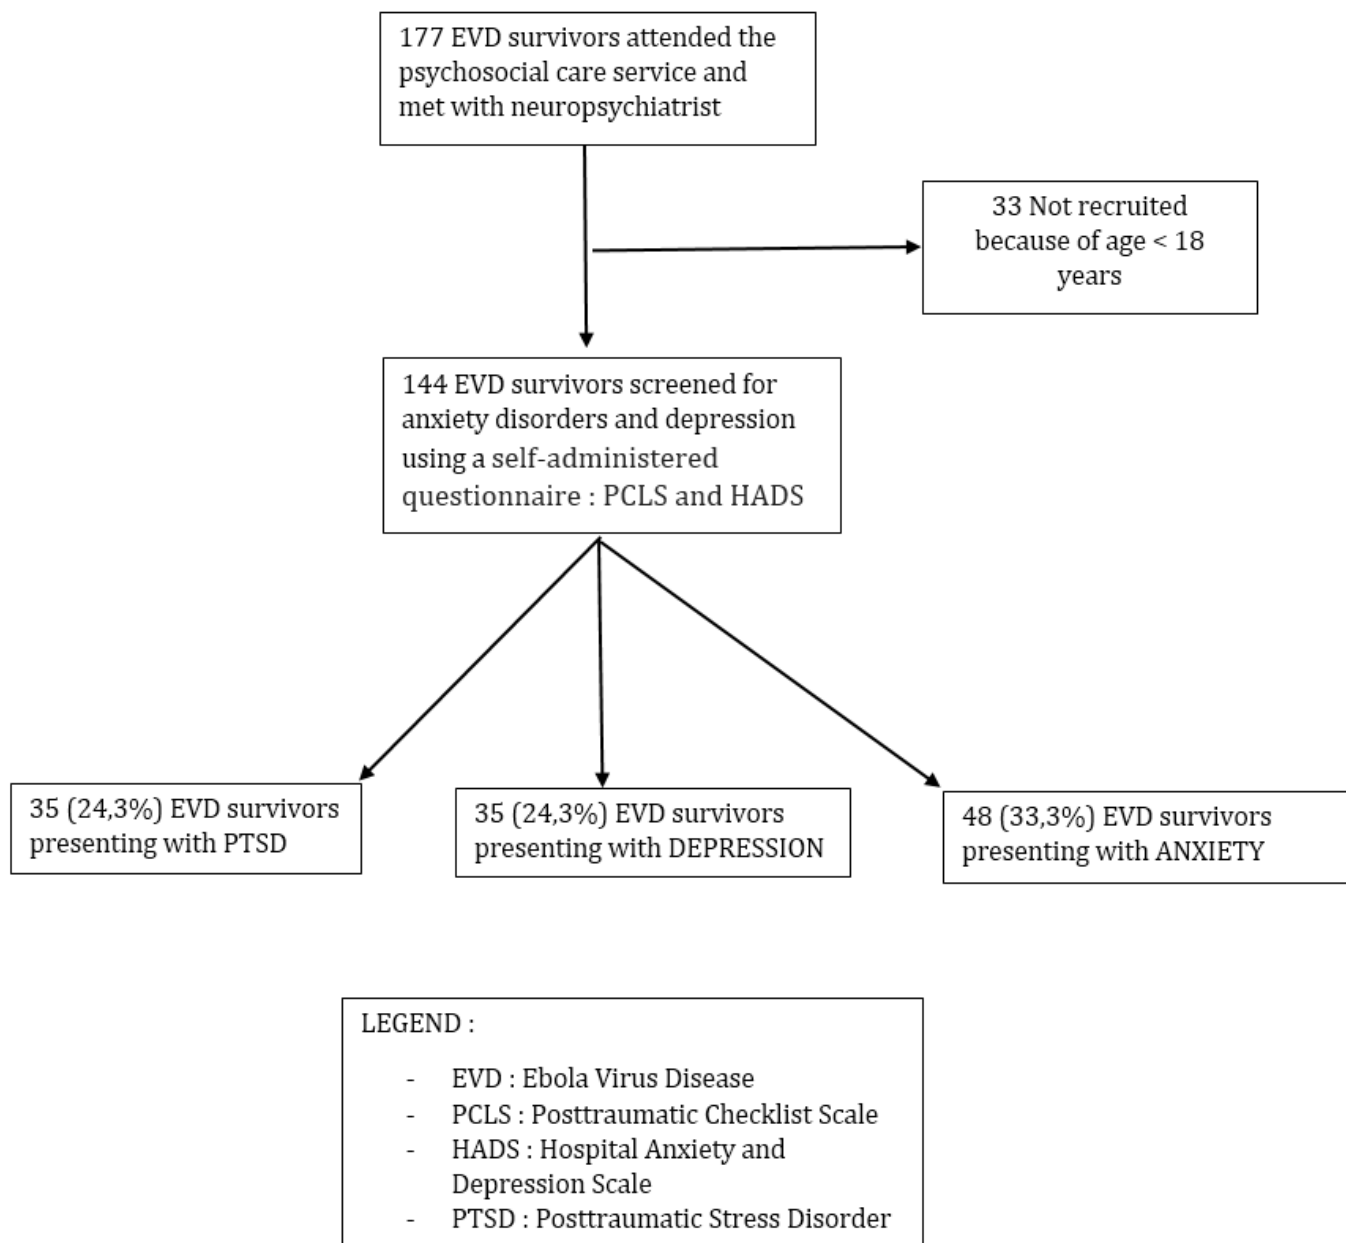 177 EVD survivors attended the
psychosocial care service and
met with neuropsychiatrist
33 Not recruited
because of age < 18
years
144 EVD survivors screened for
anxiety disorders and depression
using a self-administered
questionnaire : PCLS and HADS
35 (24,3%) EVD survivors
presenting with PTSD
35 (24,3%) EVD survivors
presenting with DEPRESSION
48 (33,3%) EVD survivors
presenting with ANXIETY
LEGEND :
- EVD : Ebola Virus Disease
- PCLS : Posttraumatic Checklist Scale
- HADS : Hospital Anxiety and
Depression Scale
- PTSD : Posttraumatic Stress Disorder